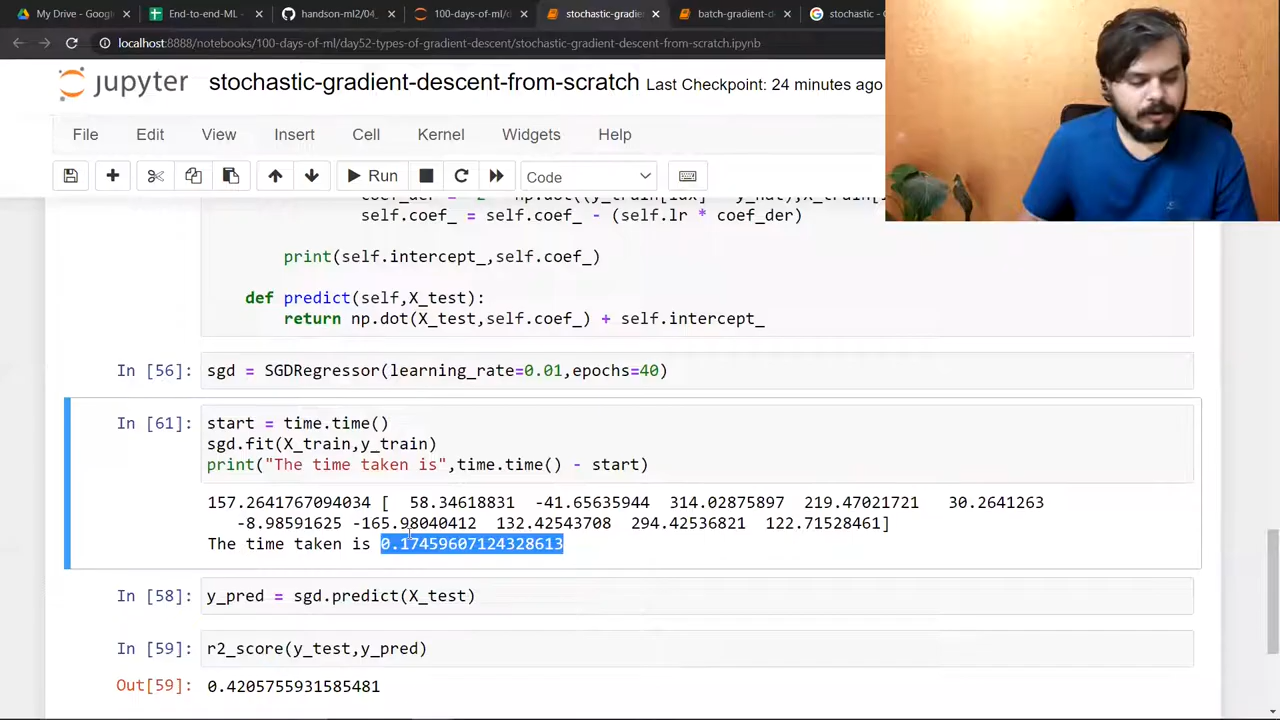 My Drive - Goog
End-to-end-ML -
handson-ml2/04_
100-days-of-ml/d
stochastic-gradie
batch-gradient-d
stochastic - G
localhost:8888/notebooks/100-days-of-ml/day52-types-of-gradient-descent/stochastic-gradient-descent-from-scratch.ipynb
jupyter stochastic-gradient-descent-from-scratch Last Checkpoint: 24 minutes ago
File Edit View Insert Cell Kernel Widgets Help
Run Code
self.coef_ = self.coef_ - (self.lr * coef_der)
print(self.intercept_,self.coef_)
def predict(self,X_test):
return np.dot(X_test,self.coef_) + self.intercept_
In [56]: sgd = SGDRegressor(learning_rate=0.01,epochs=40)
In [61]: start = time.time()
sgd.fit(X_train,y_train)
print("The time taken is",time.time() - start)
157.2641767094034 [ 58.34618831 -41.65635944 314.02875897 219.47021721 30.2641263
-8.98591625 -165.98040412 132.42543708 294.42536821 122.71528461]
The time taken is 0.17459607124328613
In [58]: y_pred = sgd.predict(X_test)
In [59]: r2_score(y_test,y_pred)
Out[59]: 0.4205755931585481